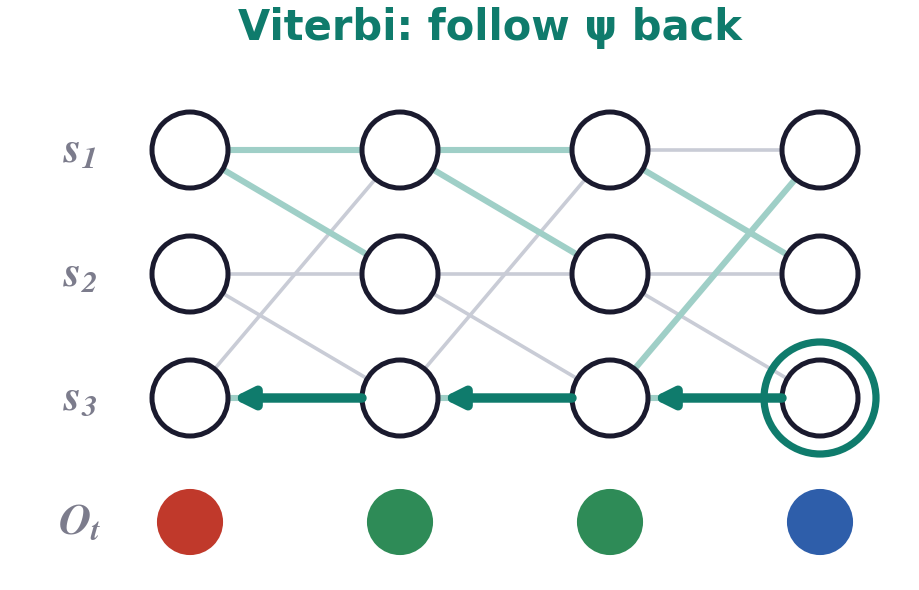 Viterbi: follow ψ back
s₁
s₂
s₃
Oₜ